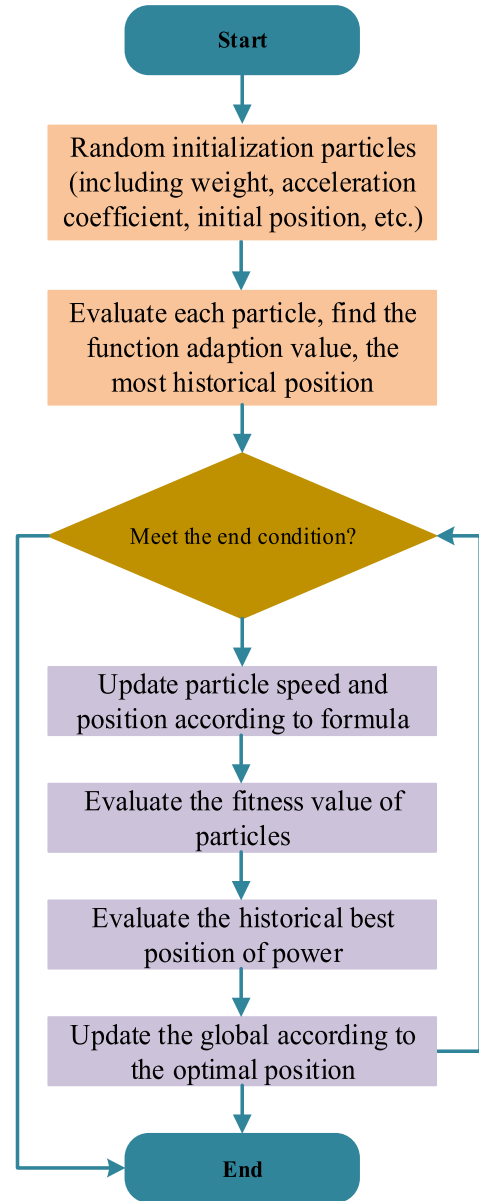 Start
Random initialization particles
(including weight, acceleration
coefficient, initial position, etc.)
Evaluate each particle, find the
function adaption value, the
most historical position
Meet the end condition?
Update particle speed and
position according to formula
Evaluate the fitness value of
particles
Evaluate the historical best
position of power
Update the global according to
the optimal position
End